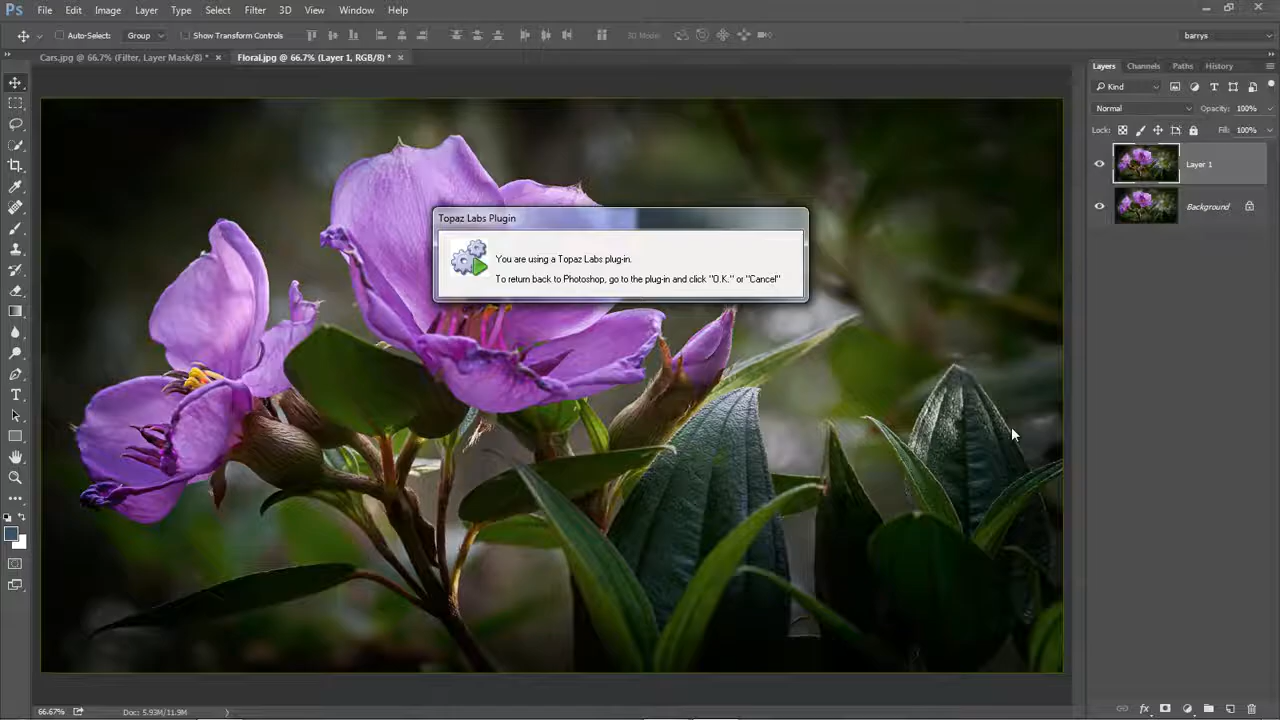 Ps File Edit Image Layer Type Select Filter 3D View Window Help
Auto-Select: Group Show Transform Controls 3D Model: barrys
Cars.jpg @ 66.7% (Filter, Layer Mask/8) * × Floral.jpg @ 66.7% (Layer 1, RGB/8) * ×
Layers Channels Paths History
Kind
Normal Opacity: 100%
Lock: Fill: 100%
Layer 1
Background
Topaz Labs Plugin
You are using a Topaz Labs plug-in.
To return back to Photoshop, go to the plug-in and click "O.K." or "Cancel"
66.67% Doc: 5.93M/11.9M